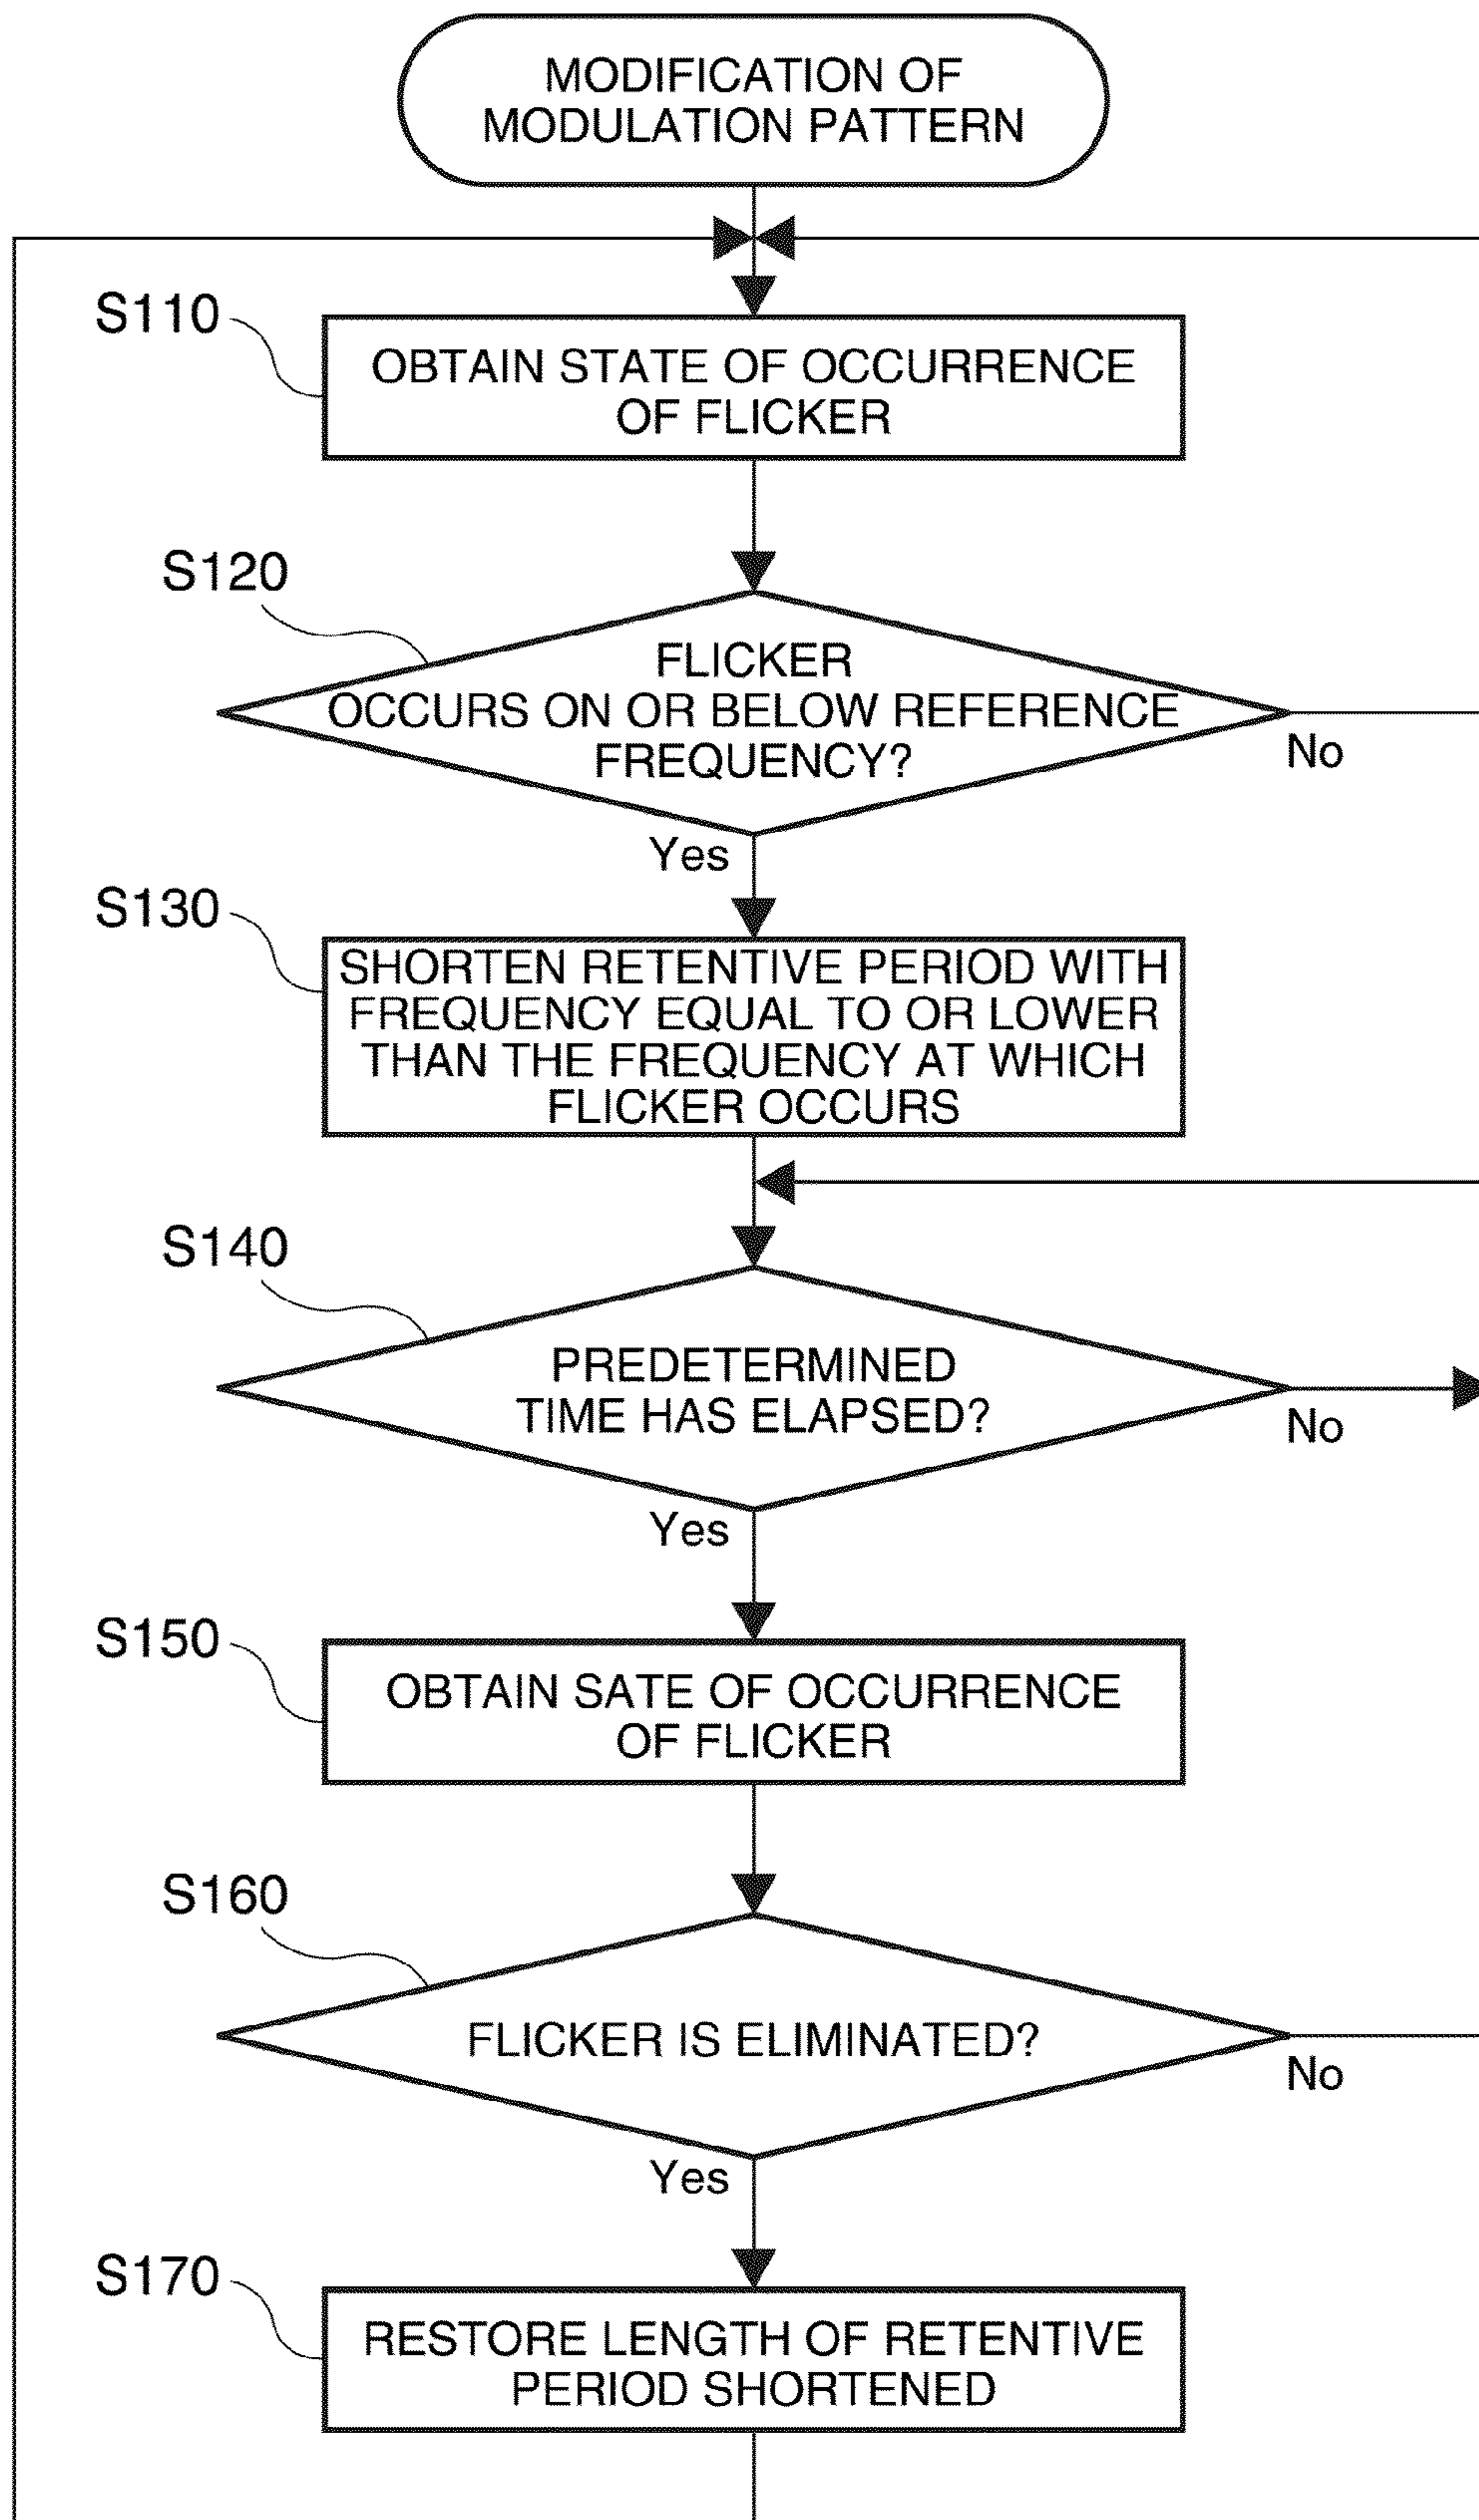 MODIFICATION OF
MODULATION PATTERN
S110
OBTAIN STATE OF OCCURRENCE
OF FLICKER
S120
FLICKER
OCCURS ON OR BELOW REFERENCE
FREQUENCY?
No
Yes
S130
SHORTEN RETENTIVE PERIOD WITH
FREQUENCY EQUAL TO OR LOWER
THAN THE FREQUENCY AT WHICH
FLICKER OCCURS
S140
PREDETERMINED
TIME HAS ELAPSED?
No
Yes
S150
OBTAIN SATE OF OCCURRENCE
OF FLICKER
S160
FLICKER IS ELIMINATED?
No
Yes
S170
RESTORE LENGTH OF RETENTIVE
PERIOD SHORTENED